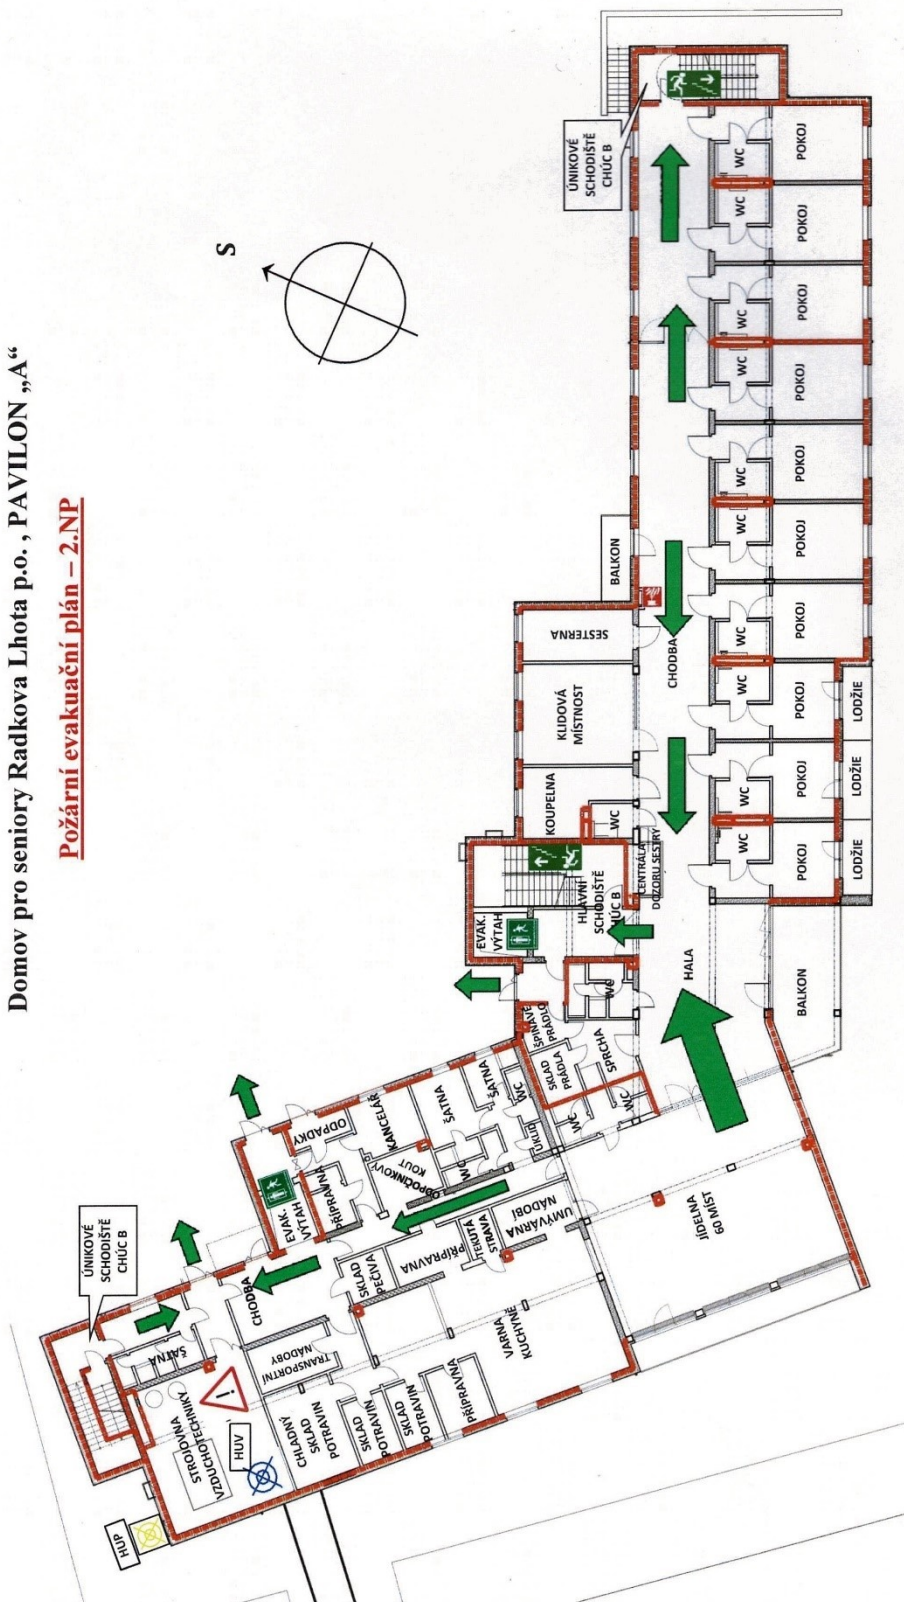 Domov pro seniory Radkova Lhota p.o. , PAVILON „A“
Požární evakuační plán – 2.NP
S
ÚNIKOVÉ
SCHODIŠTĚ
CHÚC B
ŠATNA
STROJOVNA
VZDUCHOTECHNIKY
HUP
HUV
CHODBA
TRANSPORTNÍ
NÁDOBY
CHLADNÝ
SKLAD
POTRAVIN
SKLAD
POTRAVIN
SKLAD
POTRAVIN
PŘÍPRAVNA
EVAK.
VÝTAH
PŘÍPRAVNA
ODPADKY
KANCELÁŘ
ODPOČINKOVÝ
KOUT
ŠATNA
ŠATNA
WC
WC
ÚKLID
SKLAD
PEČIVA
PŘÍPRAVNA
TEKUTÁ
STRAVA
UMÝVÁRNA
NÁDOBÍ
VARNA
KUCHYNĚ
JÍDELNA
60 MÍST
WC
WC
SKLAD
PRÁDLA
ŠPINAVÉ
PRÁDLO
SPRCHA
WC
EVAK.
VÝTAH
HLAVNÍ
SCHODIŠTĚ
CHÚC B
CENTRÁLA
DOZORU SESTRY
HALA
BALKON
KOUPELNA
WC
KLIDOVÁ
MÍSTNOST
SESTERNA
BALKON
CHODBA
ÚNIKOVÉ
SCHODIŠTĚ
CHÚC B
WC
WC
WC
WC
WC
WC
WC
WC
WC
WC
POKOJ
POKOJ
POKOJ
POKOJ
POKOJ
POKOJ
POKOJ
POKOJ
POKOJ
POKOJ
LODŽIE
LODŽIE
LODŽIE